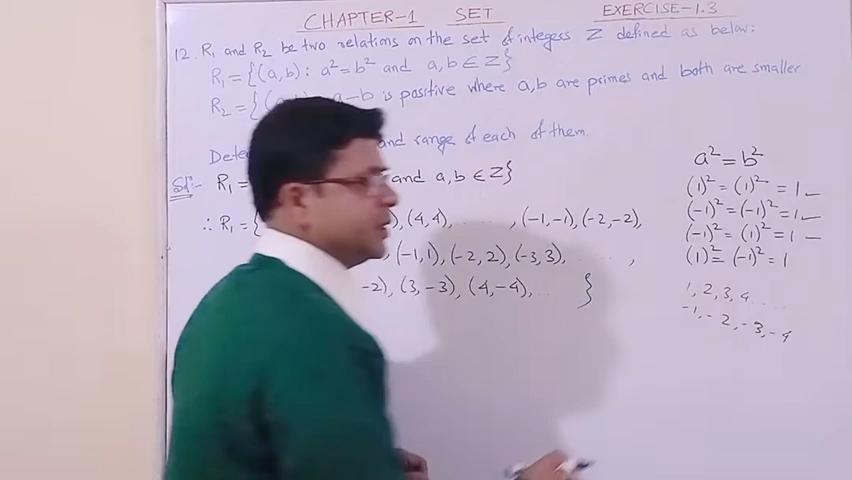 CHAPTER-1 SET EXERCISE-1.3
12. R₁ and R₂ be two relations on the set of integers Z defined as below:
R₁ = {(a,b): a² = b² and a,b ∈ Z}
R₂ = { a-b is positive where a,b are primes and both are smaller
and range of each of them.
a² = b²
Sol:- R₁ = and a,b ∈ Z}
(1)² = (1)² = 1
(-1)² = (-1)² = 1
∴ R₁ = { ), (4,4), ........ , (-1,-1), (-2,-2),
(-1)² = (1)² = 1
(-1,1), (-2,2), (-3,3), ........ ,
(1)² = (-1)² = 1
-2), (3,-3), (4,-4), ... }
1, 2, 3, 4 ....
-1, -2, -3, -4